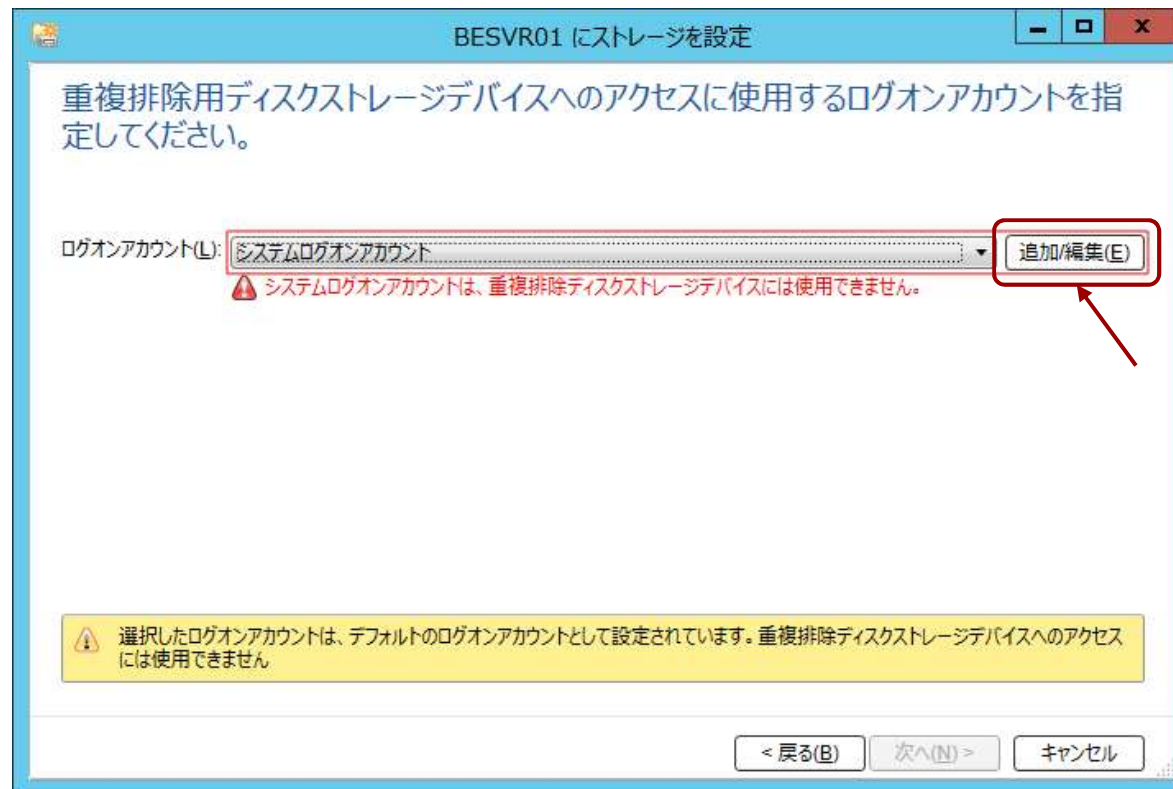 BESVR01 にストレージを設定
重複排除用ディスクストレージデバイスへのアクセスに使用するログオンアカウントを指
定してください。
ログオンアカウント(L): システムログオンアカウント 追加/編集(E)
システムログオンアカウントは、重複排除ディスクストレージデバイスには使用できません。
選択したログオンアカウントは、デフォルトのログオンアカウントとして設定されています。重複排除ディスクストレージデバイスへのアクセス
には使用できません
< 戻る(B) 次へ(N) > キャンセル